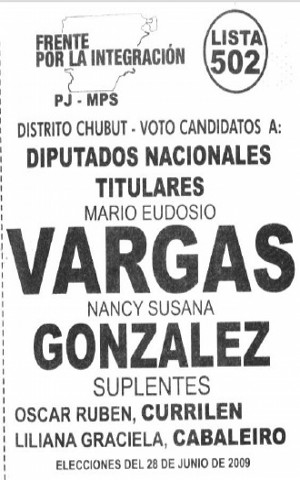 FRENTE
POR LA INTEGRACIÓN
PJ - MPS
LISTA
502
DISTRITO CHUBUT - VOTO CANDIDATOS A:
DIPUTADOS NACIONALES
TITULARES
MARIO EUDOSIO
VARGAS
NANCY SUSANA
GONZALEZ
SUPLENTES
OSCAR RUBEN, CURRILEN
LILIANA GRACIELA, CABALEIRO
ELECCIONES DEL 28 DE JUNIO DE 2009